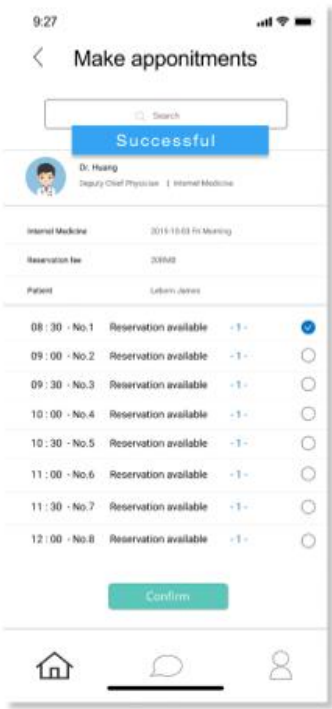 9:27
Make apponitments
Search
Successful
Dr. Huang
Deputy Chief Physician | Internal Medicine
Internal Medicine 2019-10-03 Fri Morning
Reservation fee 20RMB
Patient Leborn James
08 : 30 - No.1 Reservation available - 1 -
09 : 00 - No.2 Reservation available - 1 -
09 : 30 - No.3 Reservation available - 1 -
10 : 00 - No.4 Reservation available - 1 -
10 : 30 - No.5 Reservation available - 1 -
11 : 00 - No.6 Reservation available - 1 -
11 : 30 - No.7 Reservation available - 1 -
12 : 00 - No.8 Reservation available - 1 -
Confirm